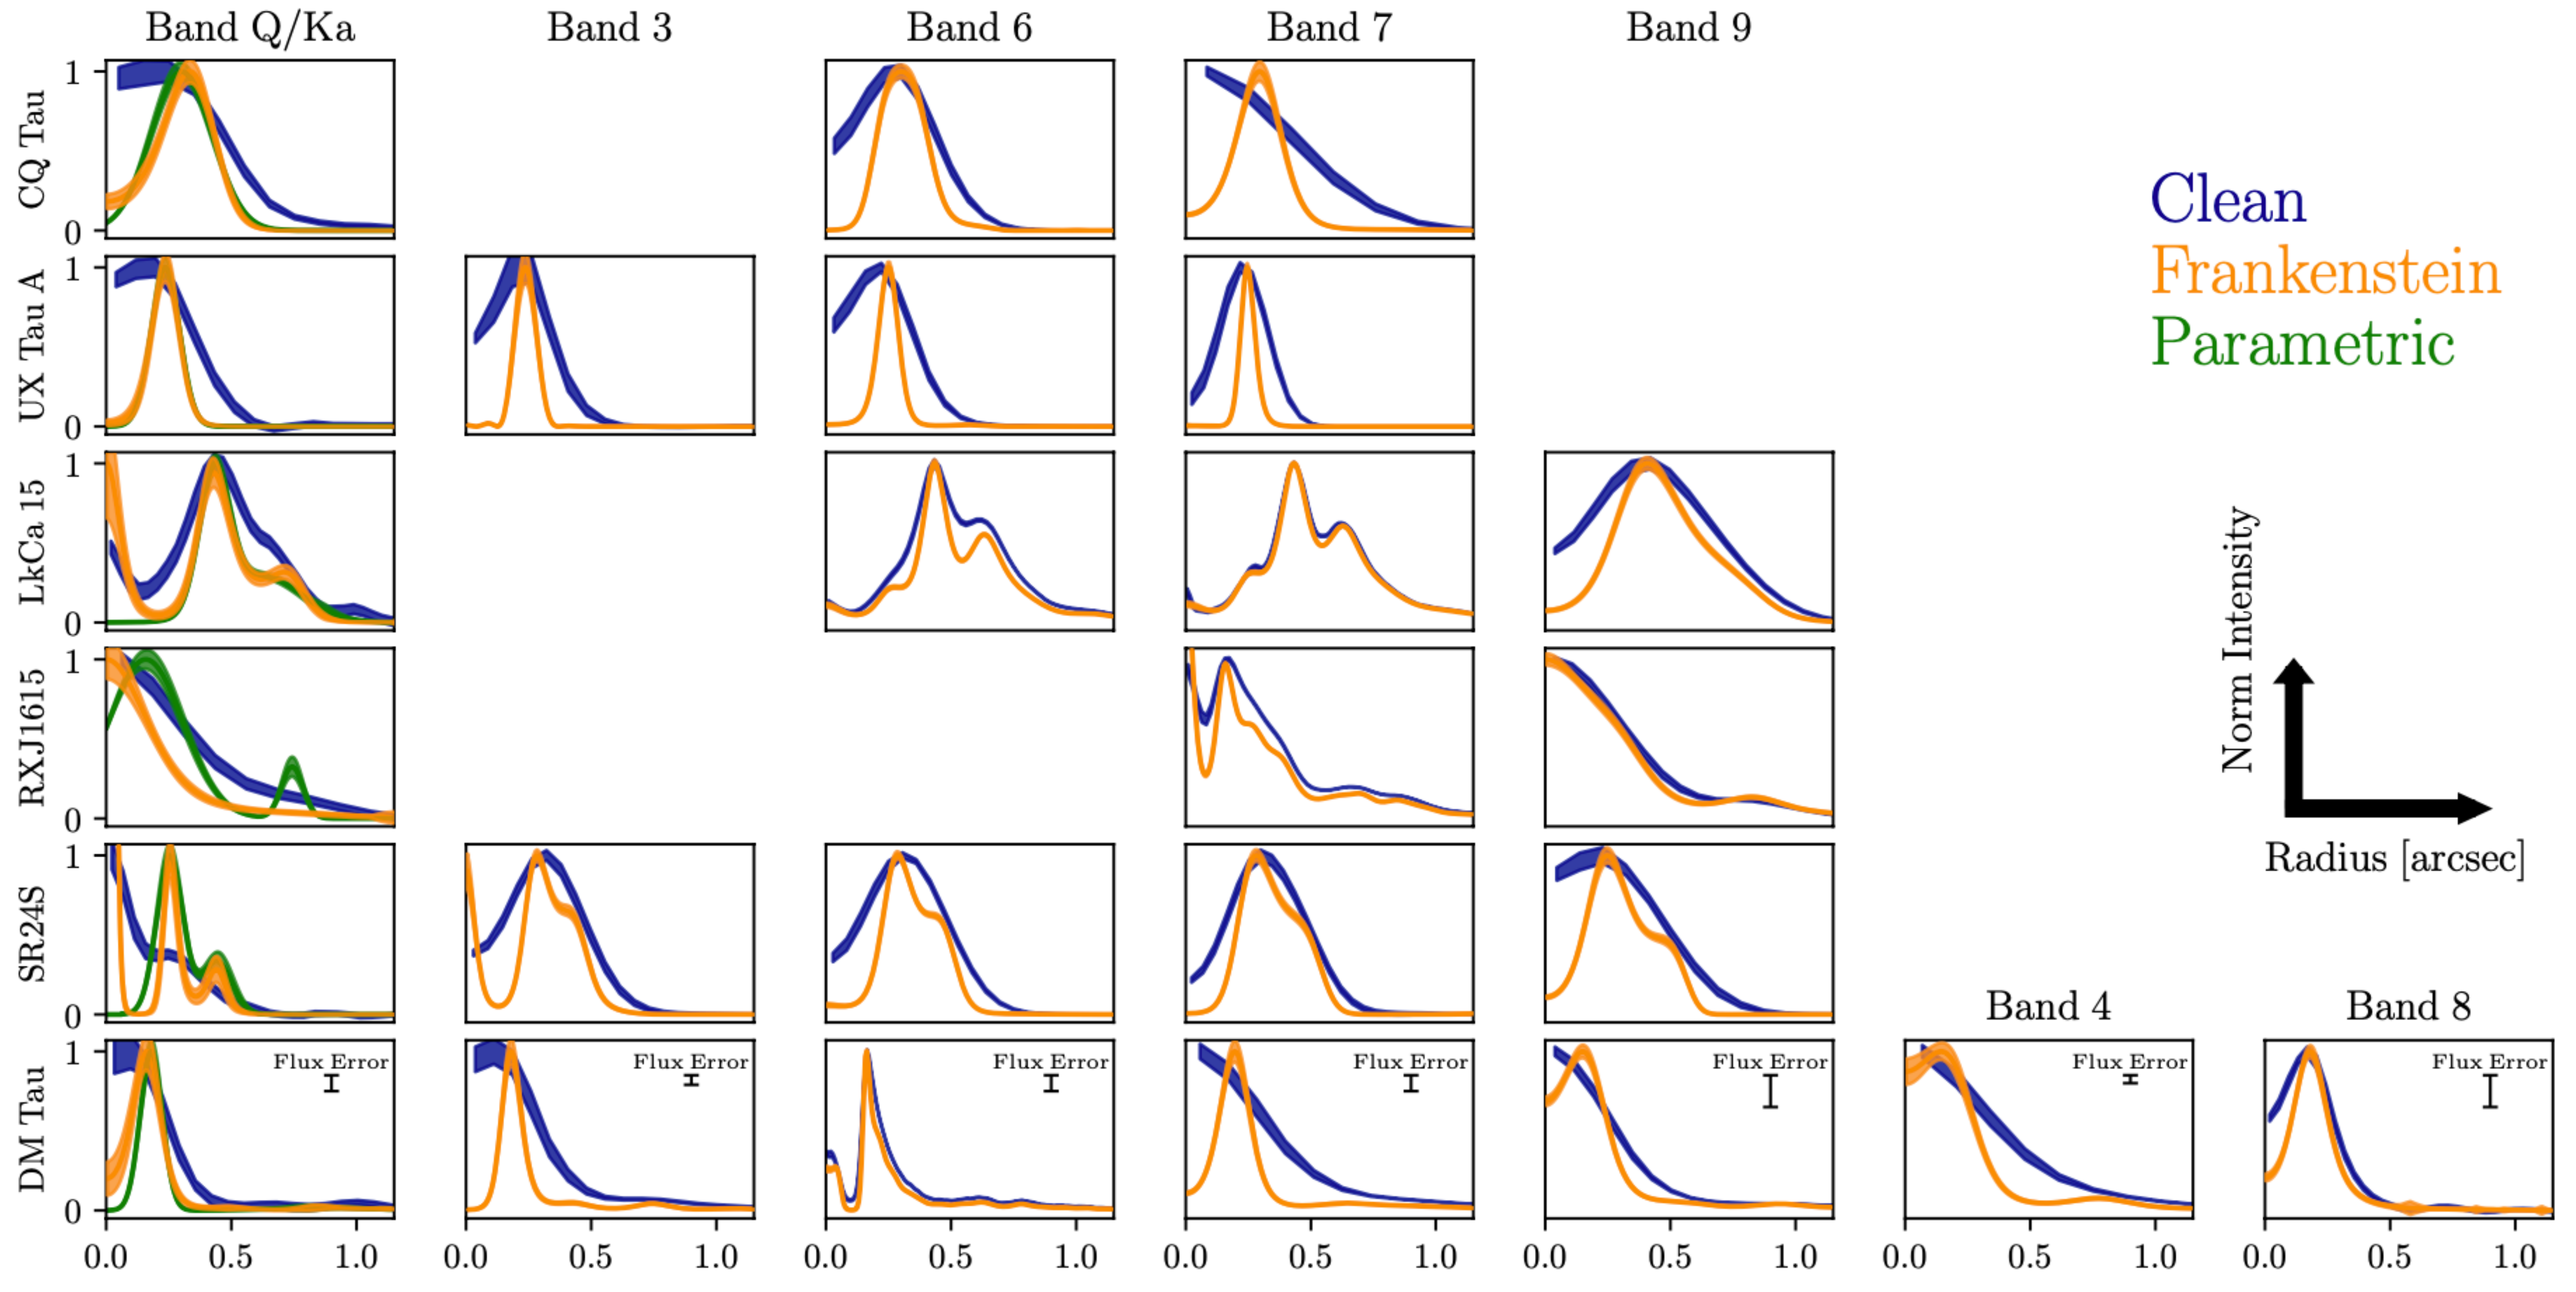 Band Q/Ka Band 3 Band 6 Band 7 Band 9
CQ Tau
1
0
UX Tau A
1
0
LkCa 15
1
0
RXJ1615
1
0
SR24S
1
0
DM Tau
1
0
Clean
Frankenstein
Parametric
Norm Intensity
Radius [arcsec]
Band 4 Band 8
Flux Error Flux Error Flux Error Flux Error Flux Error Flux Error Flux Error
0.0 0.5 1.0 0.0 0.5 1.0 0.0 0.5 1.0 0.0 0.5 1.0 0.0 0.5 1.0 0.0 0.5 1.0 0.0 0.5 1.0